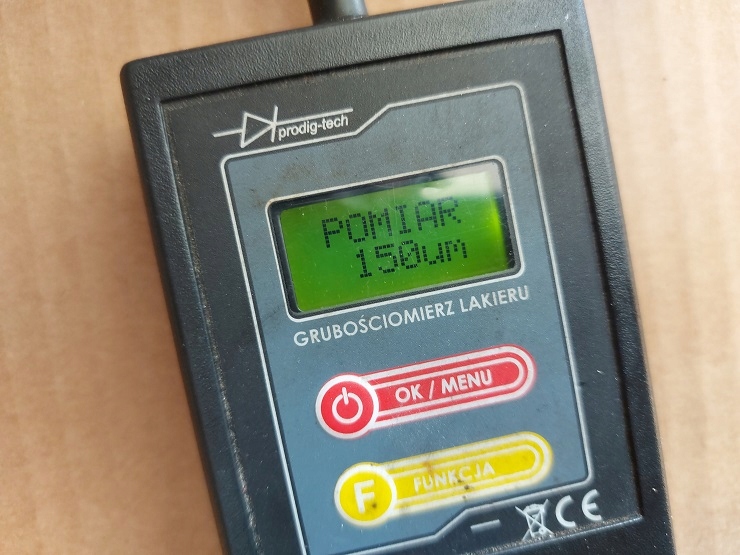 prodig-tech
POMIAR
150um
GRUBOŚCIOMIERZ LAKIERU
OK / MENU
F FUNKCJA
CE